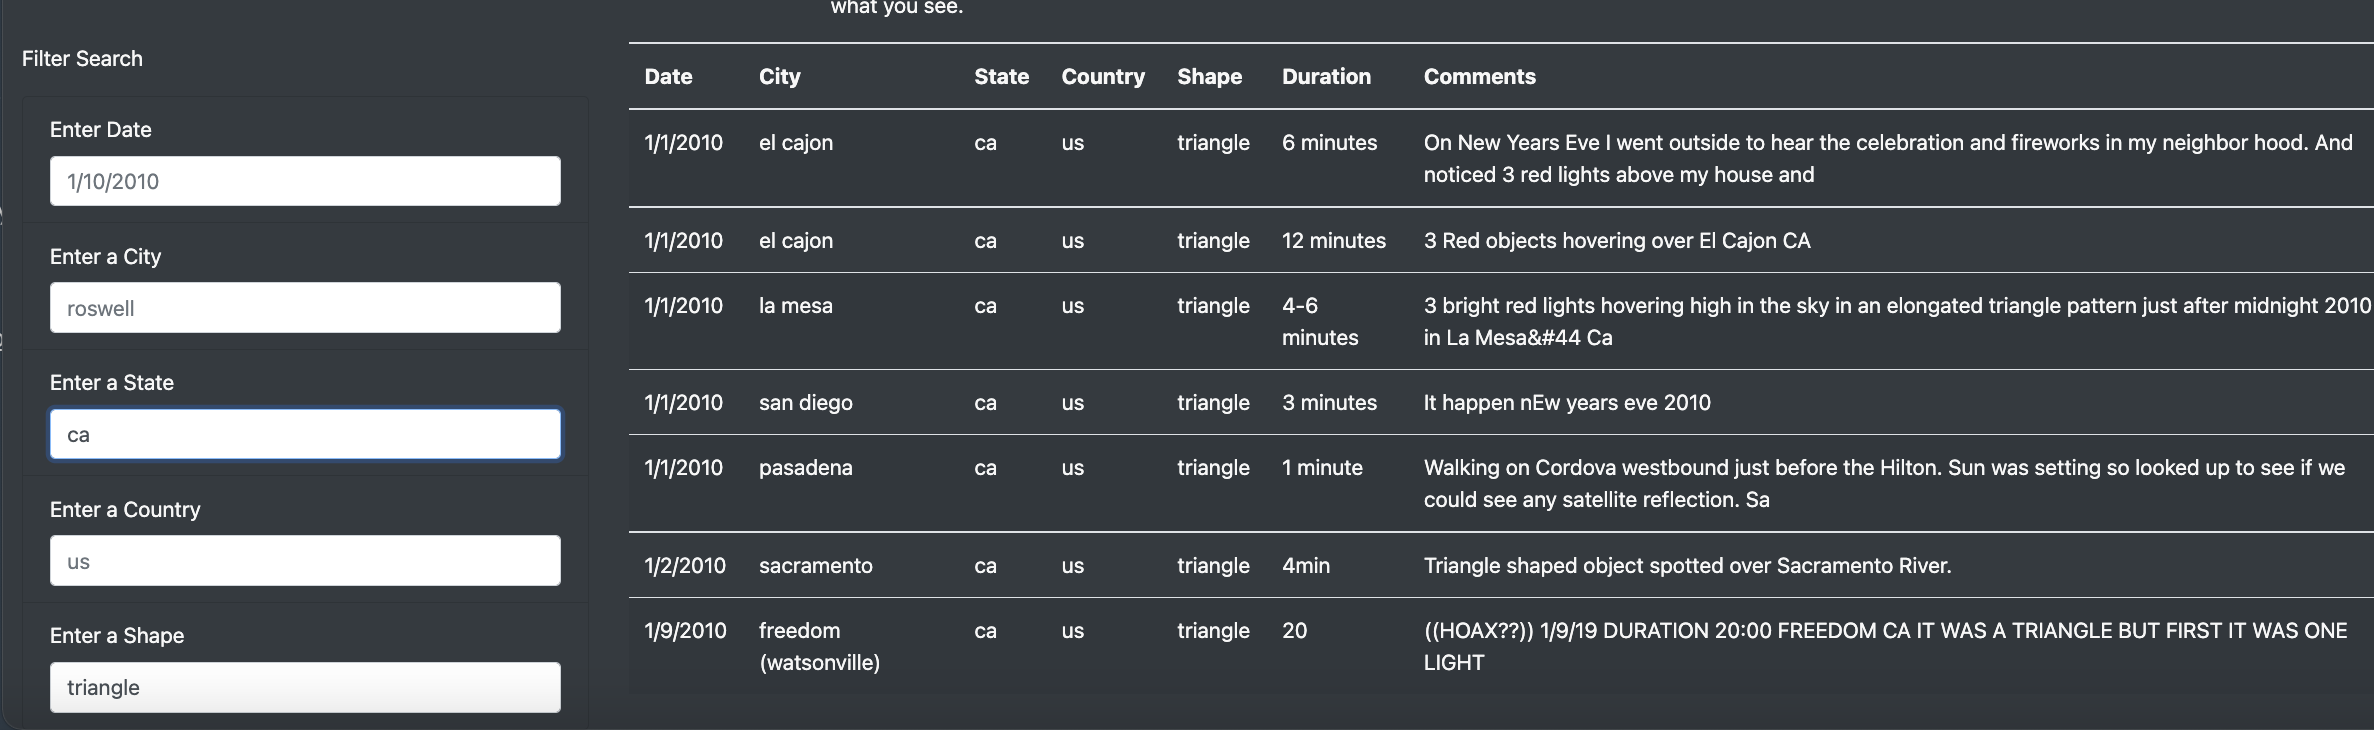 what you see.
Filter Search
Enter Date
1/10/2010
Enter a City
roswell
Enter a State
ca
Enter a Country
us
Enter a Shape
triangle
Date City State Country Shape Duration Comments
1/1/2010 el cajon ca us triangle 6 minutes On New Years Eve I went outside to hear the celebration and fireworks in my neighbor hood. And
noticed 3 red lights above my house and
1/1/2010 el cajon ca us triangle 12 minutes 3 Red objects hovering over El Cajon CA
1/1/2010 la mesa ca us triangle 4-6 3 bright red lights hovering high in the sky in an elongated triangle pattern just after midnight 2010
minutes in La Mesa&#44 Ca
1/1/2010 san diego ca us triangle 3 minutes It happen nEw years eve 2010
1/1/2010 pasadena ca us triangle 1 minute Walking on Cordova westbound just before the Hilton. Sun was setting so looked up to see if we
could see any satellite reflection. Sa
1/2/2010 sacramento ca us triangle 4min Triangle shaped object spotted over Sacramento River.
1/9/2010 freedom ca us triangle 20 ((HOAX??)) 1/9/19 DURATION 20:00 FREEDOM CA IT WAS A TRIANGLE BUT FIRST IT WAS ONE
(watsonville) LIGHT